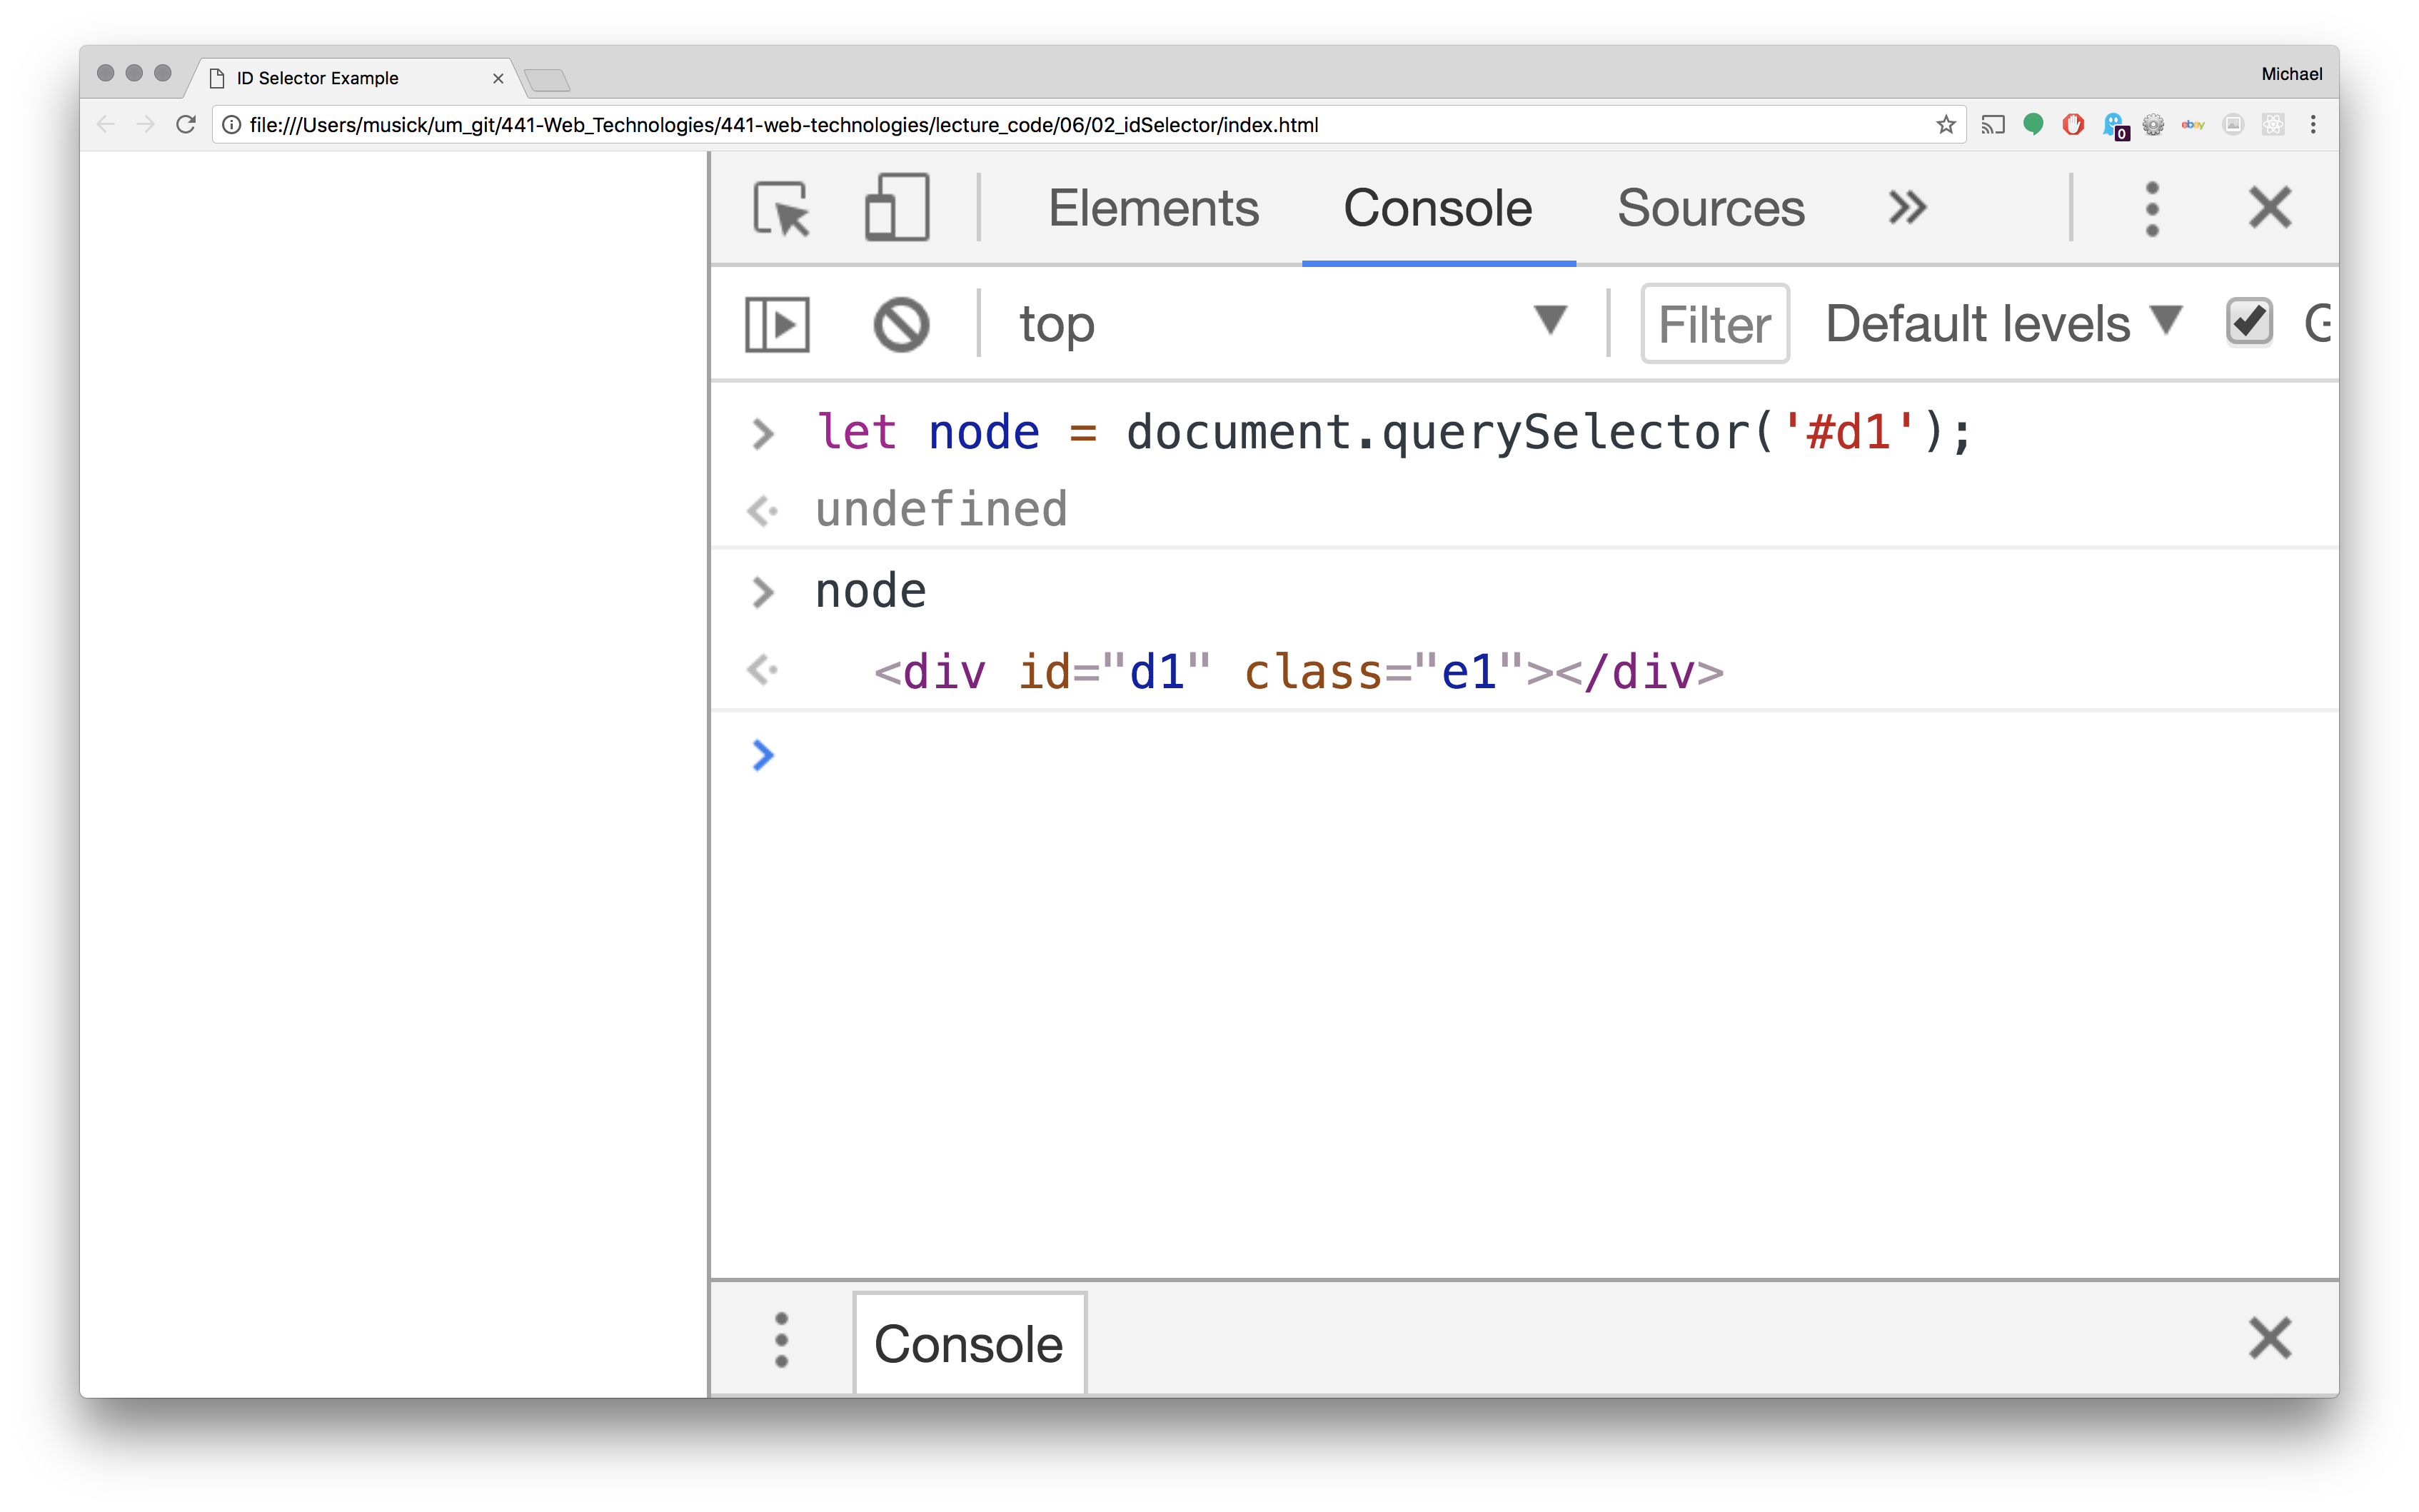 ID Selector Example
Michael
file:///Users/musick/um_git/441-Web_Technologies/441-web-technologies/lecture_code/06/02_idSelector/index.html
0
ebay
Elements Console Sources
top Filter Default levels G
let node = document.querySelector('#d1');
undefined
node
<div id="d1" class="e1"></div>
Console